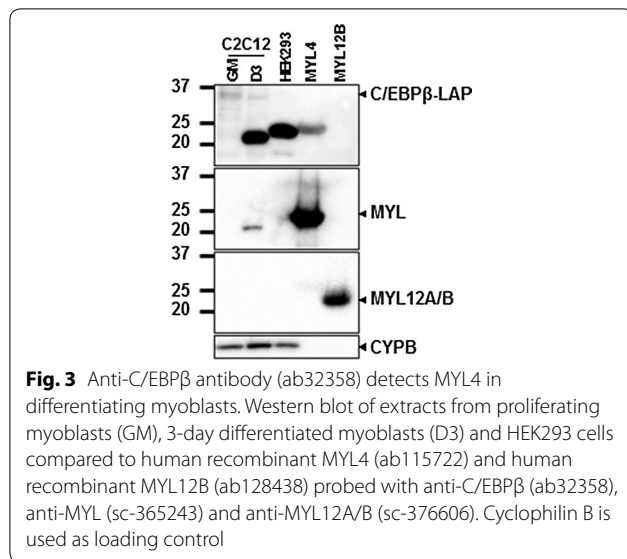 C2C12
GM D3 HEK293 MYL4 MYL12B
37
C/EBPβ-LAP
25
20
37
MYL
25
20
37
25
MYL12A/B
20
CYPB
Fig. 3 Anti-C/EBPβ antibody (ab32358) detects MYL4 in
differentiating myoblasts. Western blot of extracts from proliferating
myoblasts (GM), 3-day differentiated myoblasts (D3) and HEK293 cells
compared to human recombinant MYL4 (ab115722) and human
recombinant MYL12B (ab128438) probed with anti-C/EBPβ (ab32358),
anti-MYL (sc-365243) and anti-MYL12A/B (sc-376606). Cyclophilin B is
used as loading control